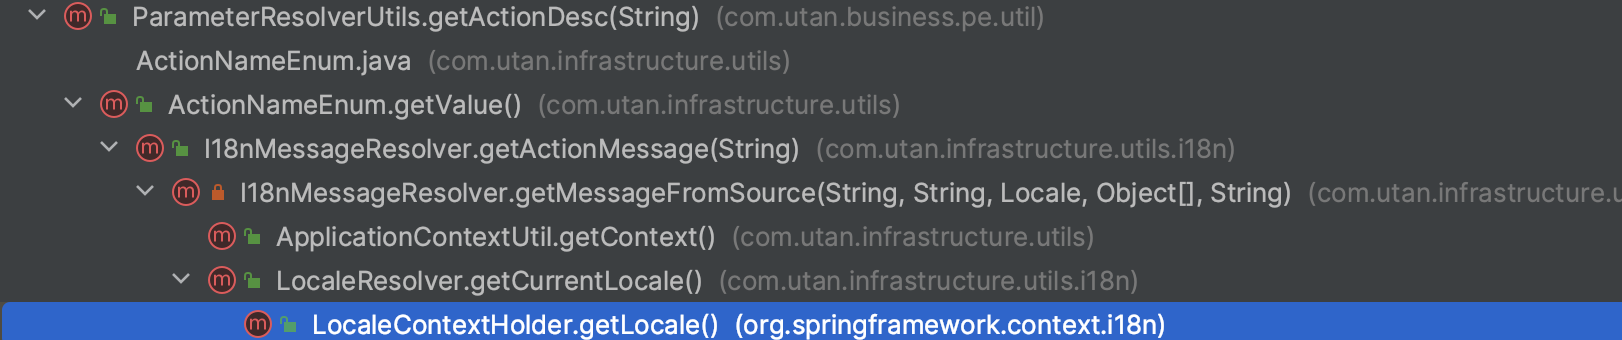 ParameterResolverUtils.getActionDesc(String) (com.utan.business.pe.util)
ActionNameEnum.java (com.utan.infrastructure.utils)
ActionNameEnum.getValue() (com.utan.infrastructure.utils)
I18nMessageResolver.getActionMessage(String) (com.utan.infrastructure.utils.i18n)
I18nMessageResolver.getMessageFromSource(String, String, Locale, Object[], String) (com.utan.infrastructure.u
ApplicationContextUtil.getContext() (com.utan.infrastructure.utils)
LocaleResolver.getCurrentLocale() (com.utan.infrastructure.utils.i18n)
LocaleContextHolder.getLocale() (org.springframework.context.i18n)